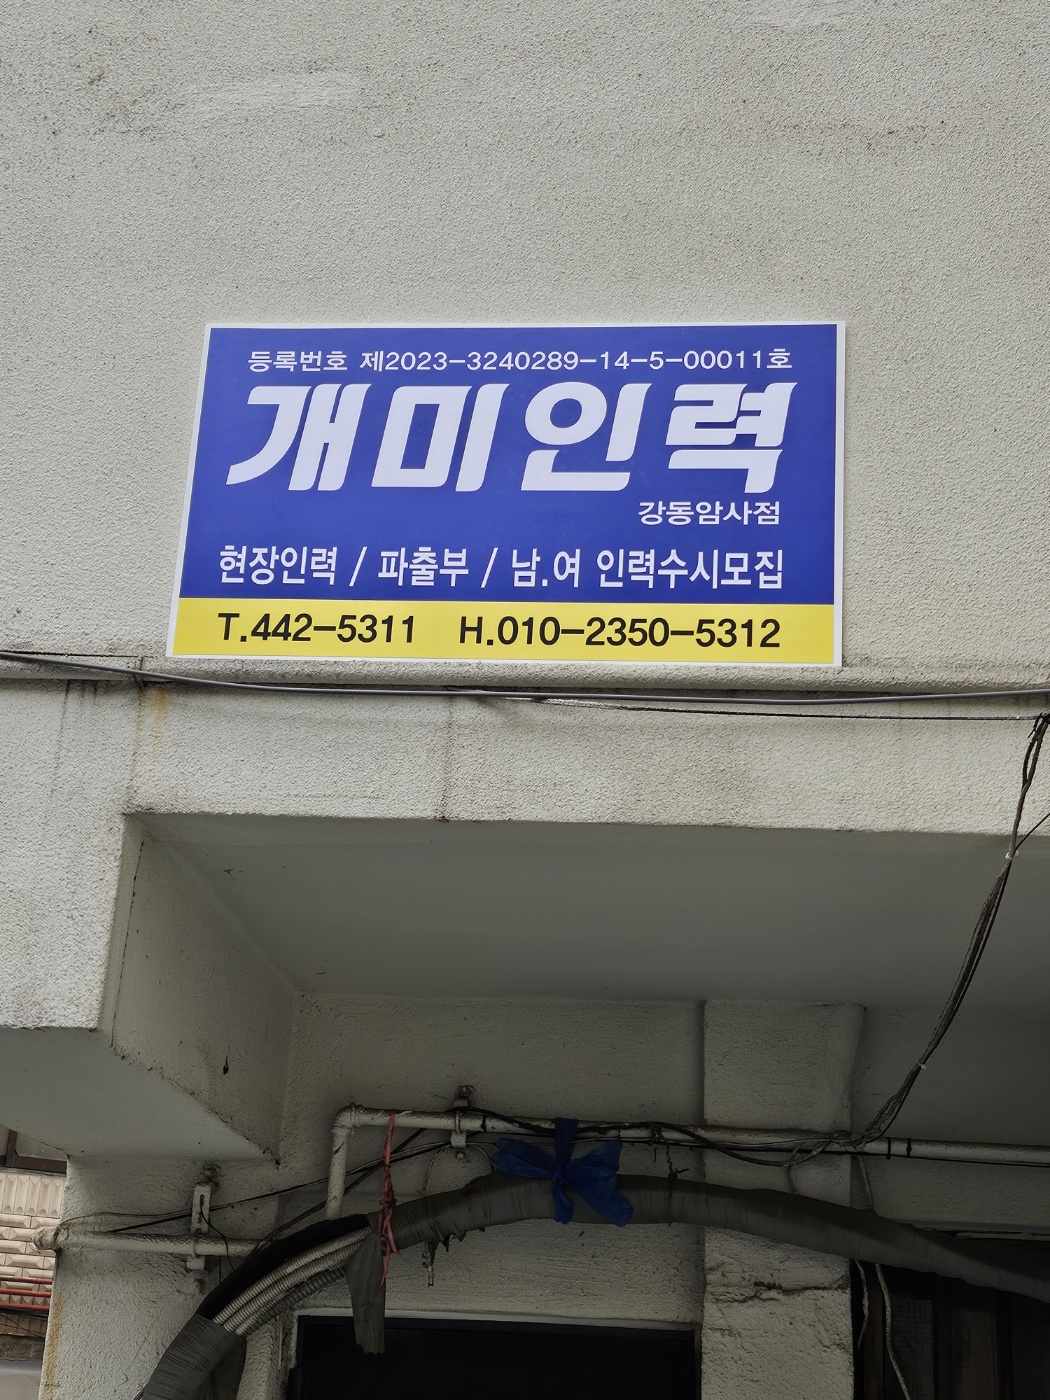 등록번호 제2023-3240289-14-5-00011호
개미인력
강동암사점
현장인력 / 파출부 / 남.여 인력수시모집
T.442-5311 H.010-2350-5312